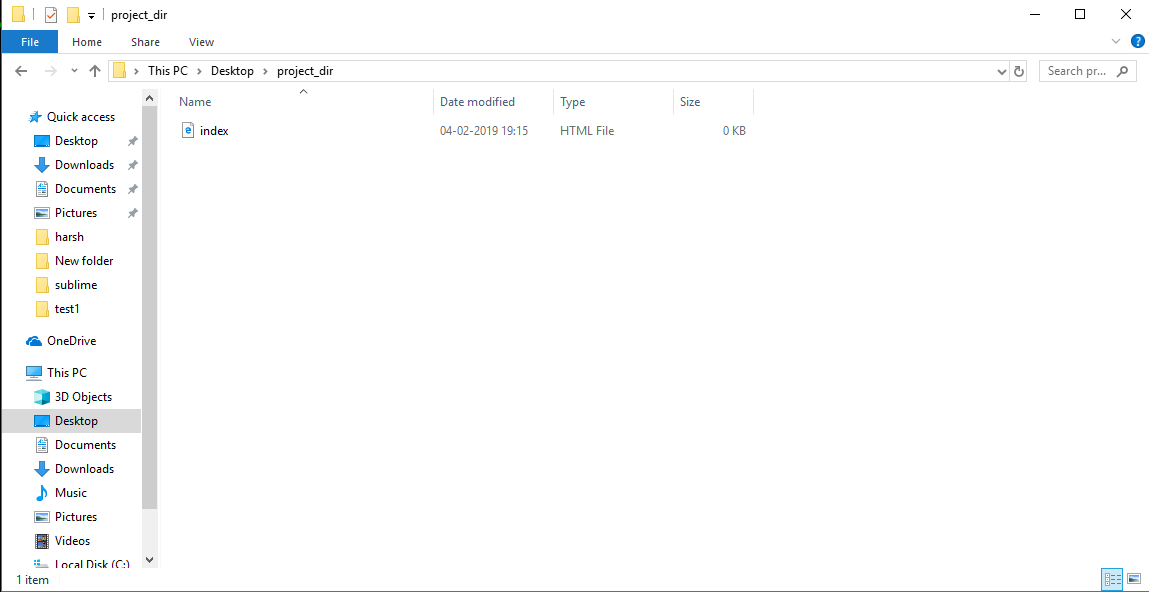 project_dir
File Home Share View
This PC Desktop project_dir Search pr...
Name Date modified Type Size
index 04-02-2019 19:15 HTML File 0 KB
Quick access
Desktop
Downloads
Documents
Pictures
harsh
New folder
sublime
test1
OneDrive
This PC
3D Objects
Desktop
Documents
Downloads
Music
Pictures
Videos
Local Disk (C:)
1 item